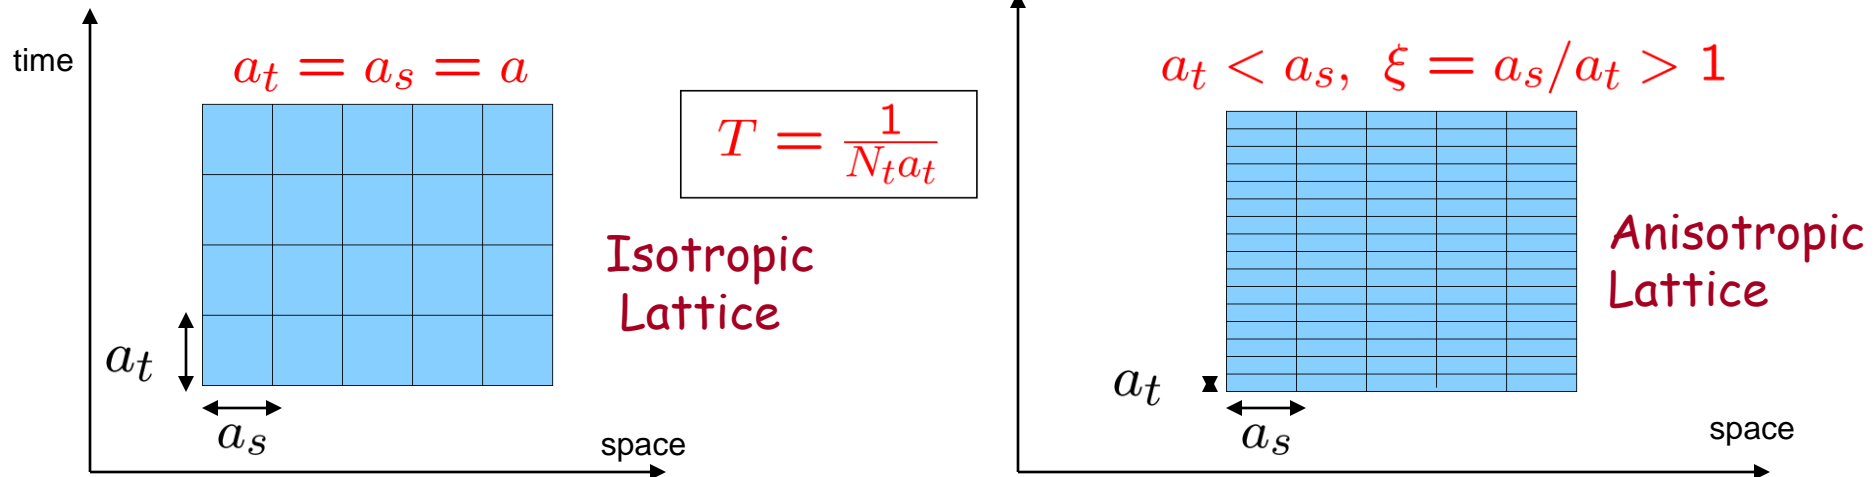 time
a_t = a_s = a
T = \frac{1}{N_t a_t}
Isotropic
Lattice
a_t
a_s
space
a_t < a_s, ξ = a_s/a_t > 1
Anisotropic
Lattice
a_t
a_s
space